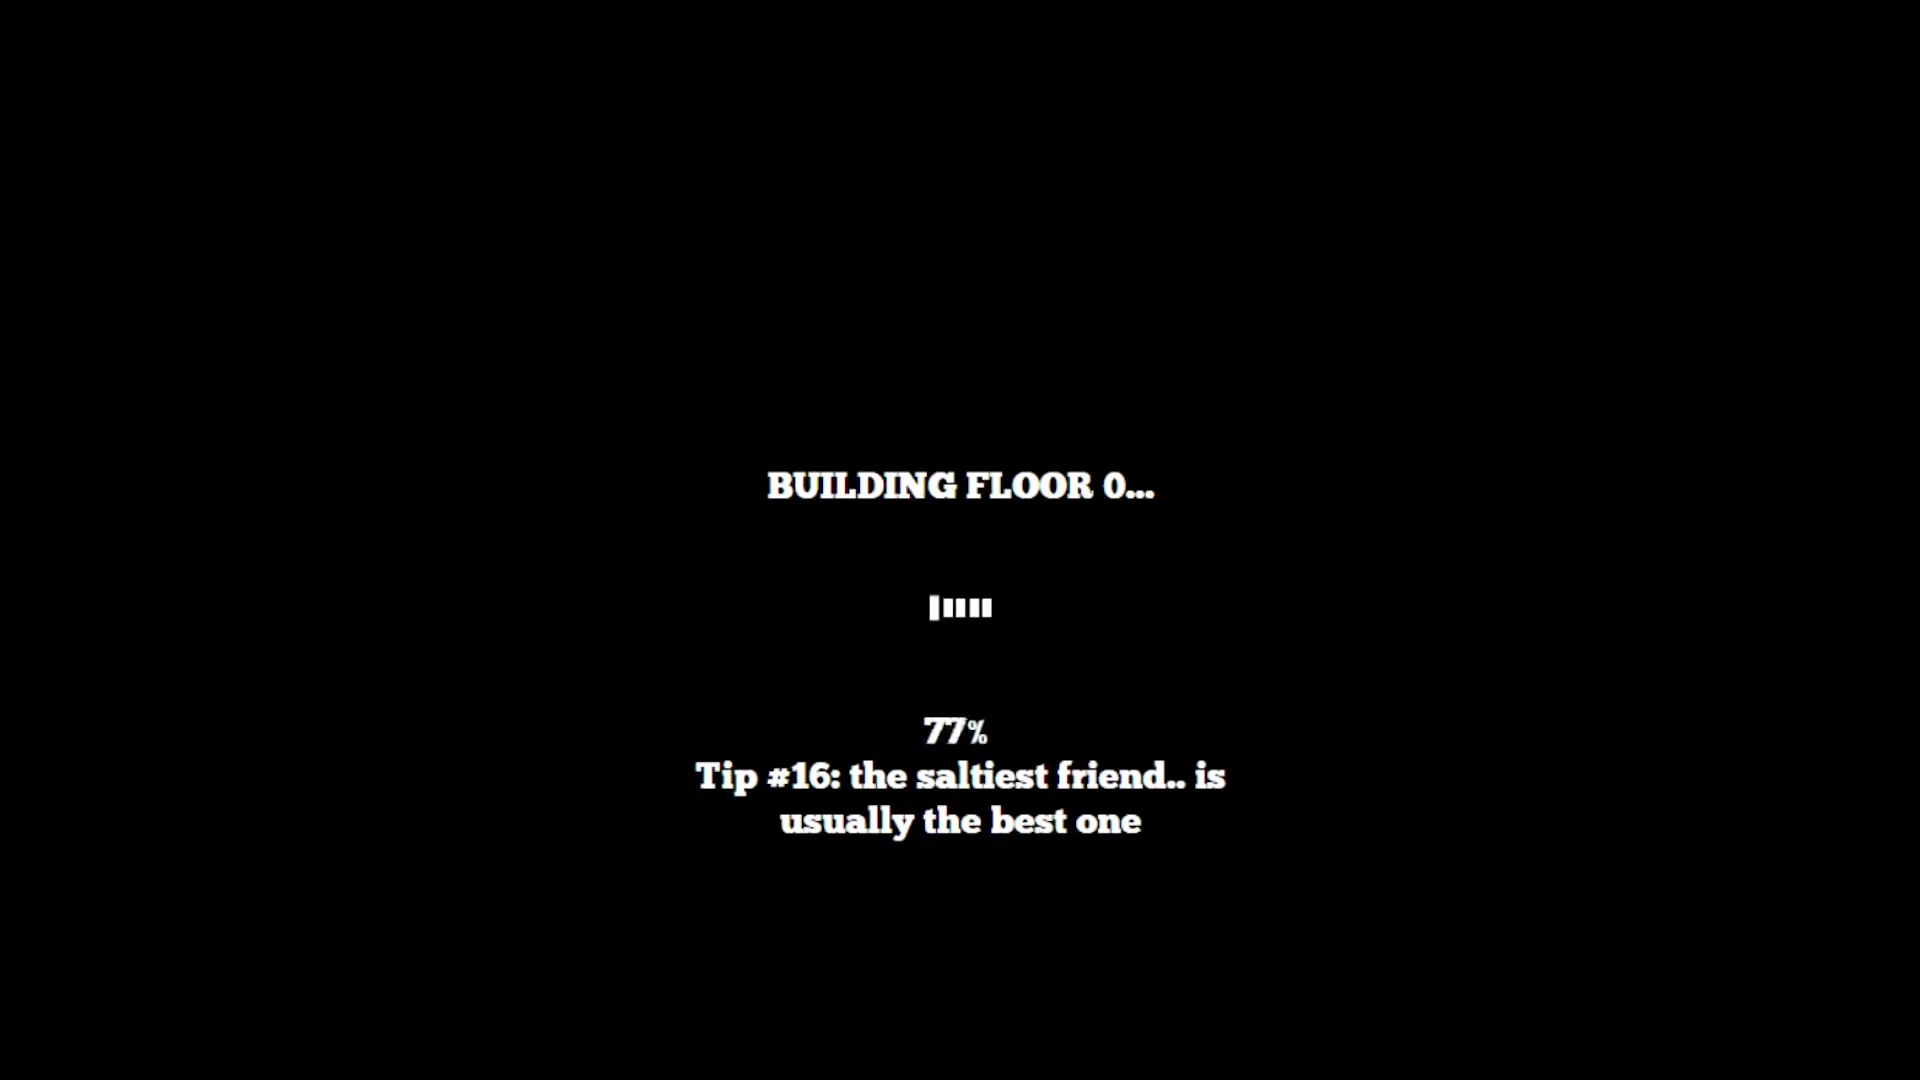 BUILDING FLOOR 0...
77%
Tip #16: the saltiest friend.. is
usually the best one